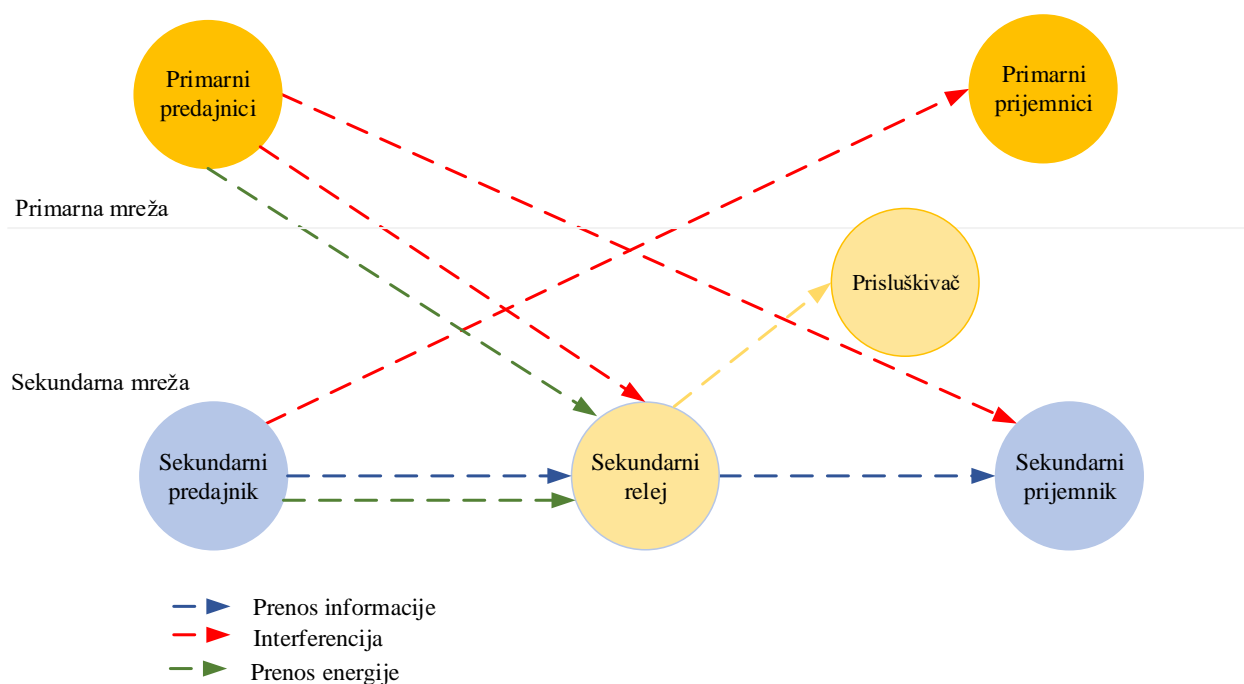 Primarni
predajnici
Primarni
prijemnici
Primarna mreža
Prisluškivač
Sekundarna mreža
Sekundarni
predajnik
Sekundarni
relej
Sekundarni
prijemnik
Prenos informacije
Interferencija
Prenos energije